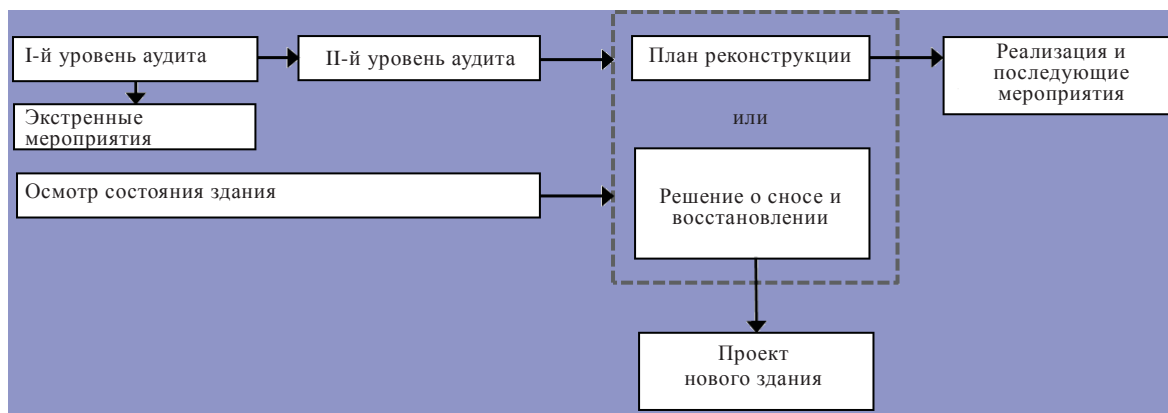 I-й уровень аудита
II-й уровень аудита
План реконструкции
Реализация и
последующие
мероприятия
Экстренные
мероприятия
или
Осмотр состояния здания
Решение о сносе и
восстановлении
Проект
нового здания